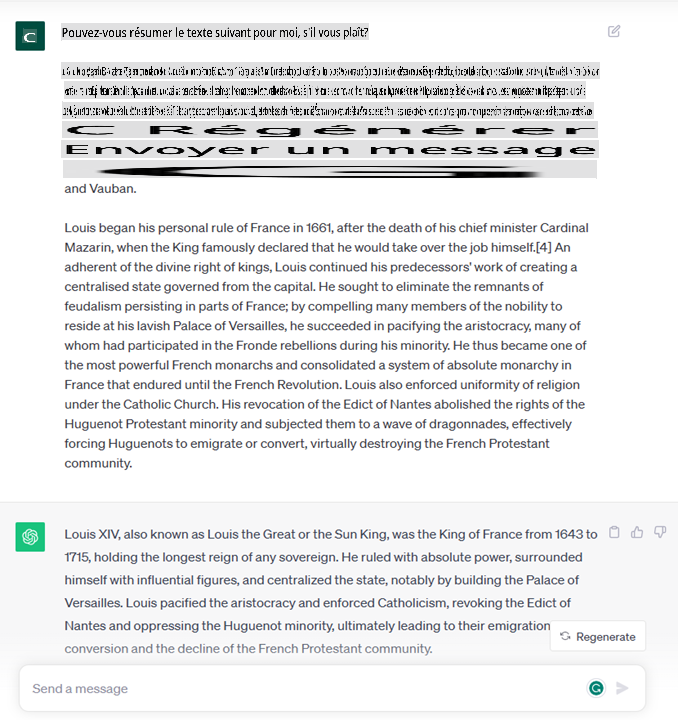 Pouvez-vous résumer le texte suivant pour moi, s'il vous plaît?
C Régénérer
Envoyer un message
and Vauban.
Louis began his personal rule of France in 1661, after the death of his chief minister Cardinal
Mazarin, when the King famously declared that he would take over the job himself.[4] An
adherent of the divine right of kings, Louis continued his predecessors' work of creating a
centralised state governed from the capital. He sought to eliminate the remnants of
feudalism persisting in parts of France; by compelling many members of the nobility to
reside at his lavish Palace of Versailles, he succeeded in pacifying the aristocracy, many of
whom had participated in the Fronde rebellions during his minority. He thus became one of
the most powerful French monarchs and consolidated a system of absolute monarchy in
France that endured until the French Revolution. Louis also enforced uniformity of religion
under the Catholic Church. His revocation of the Edict of Nantes abolished the rights of the
Huguenot Protestant minority and subjected them to a wave of dragonnades, effectively
forcing Huguenots to emigrate or convert, virtually destroying the French Protestant
community.
Louis XIV, also known as Louis the Great or the Sun King, was the King of France from 1643 to
1715, holding the longest reign of any sovereign. He ruled with absolute power, surrounded
himself with influential figures, and centralized the state, notably by building the Palace of
Versailles. Louis pacified the aristocracy and enforced Catholicism, revoking the Edict of
Nantes and oppressing the Huguenot minority, ultimately leading to their emigration
Regenerate
conversion and the decline of the French Protestant community.
Send a message